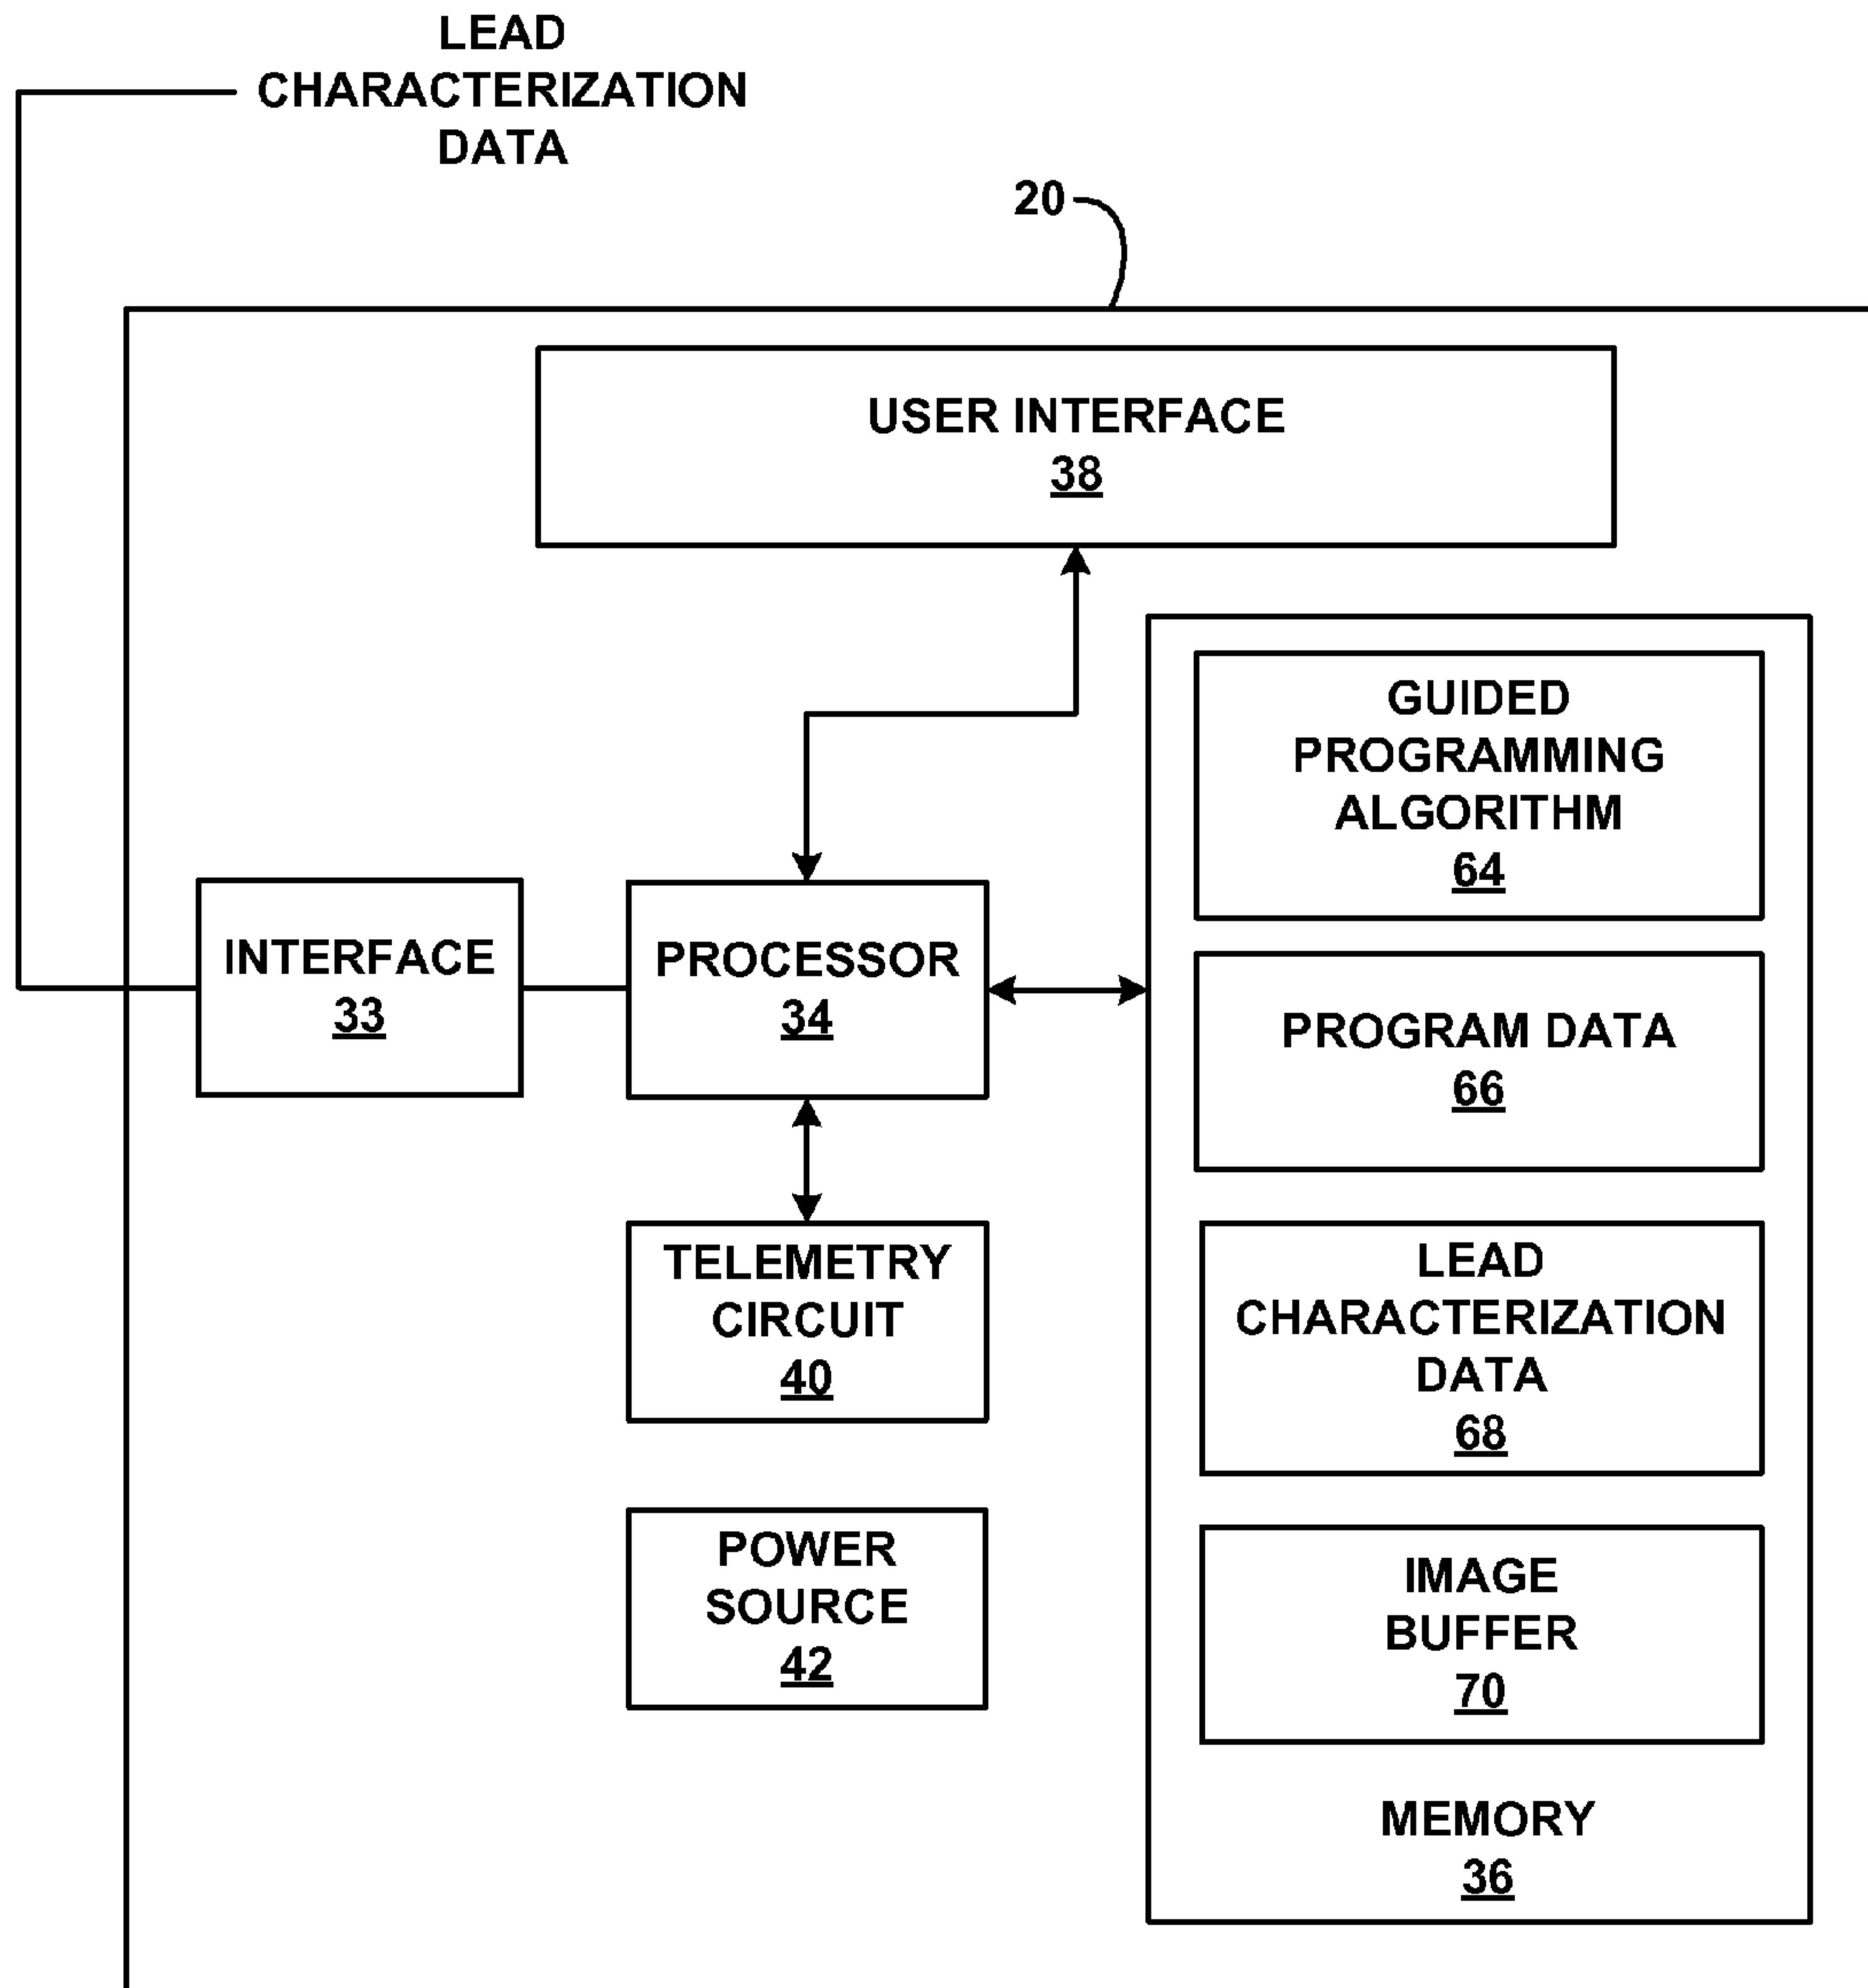 LEAD
CHARACTERIZATION
DATA
20
USER INTERFACE
38
GUIDED
PROGRAMMING
ALGORITHM
64
INTERFACE
33
PROCESSOR
34
PROGRAM DATA
66
TELEMETRY
CIRCUIT
40
LEAD
CHARACTERIZATION
DATA
68
POWER
SOURCE
42
IMAGE
BUFFER
70
MEMORY
36